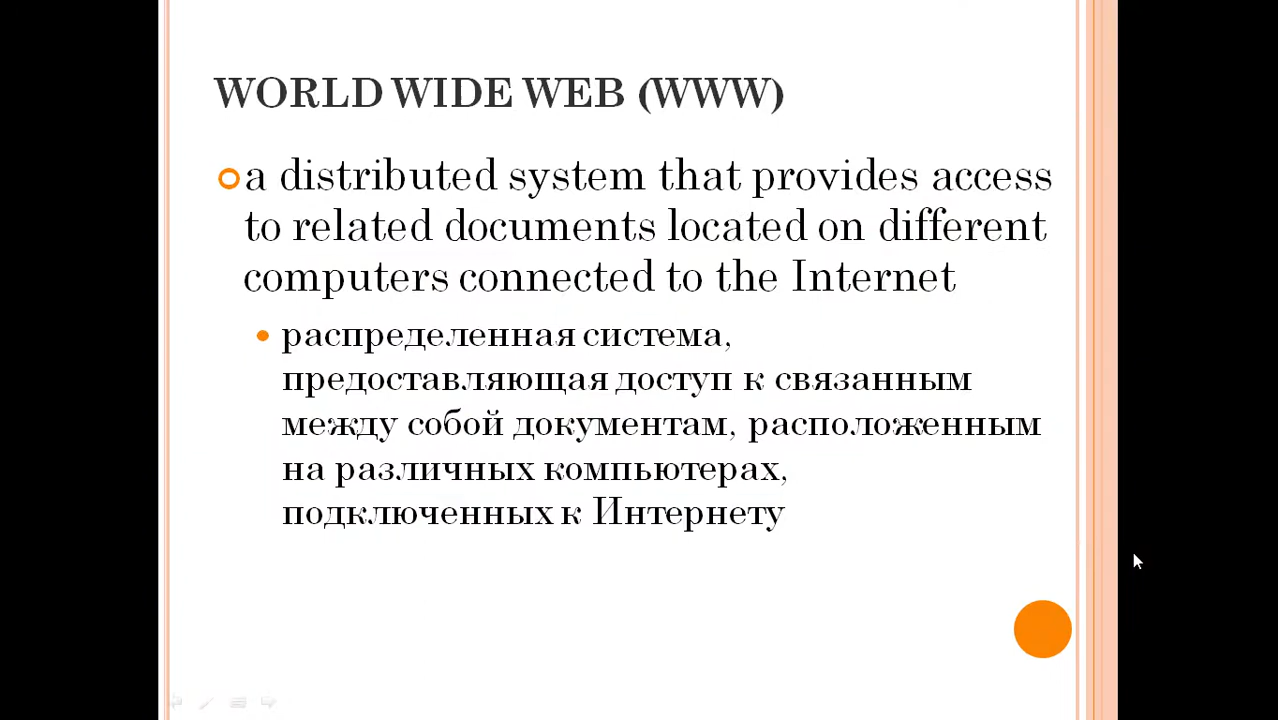 WORLD WIDE WEB (WWW)
a distributed system that provides access
to related documents located on different
computers connected to the Internet
распределенная система,
предоставляющая доступ к связанным
между собой документам, расположенным
на различных компьютерах,
подключенных к Интернету